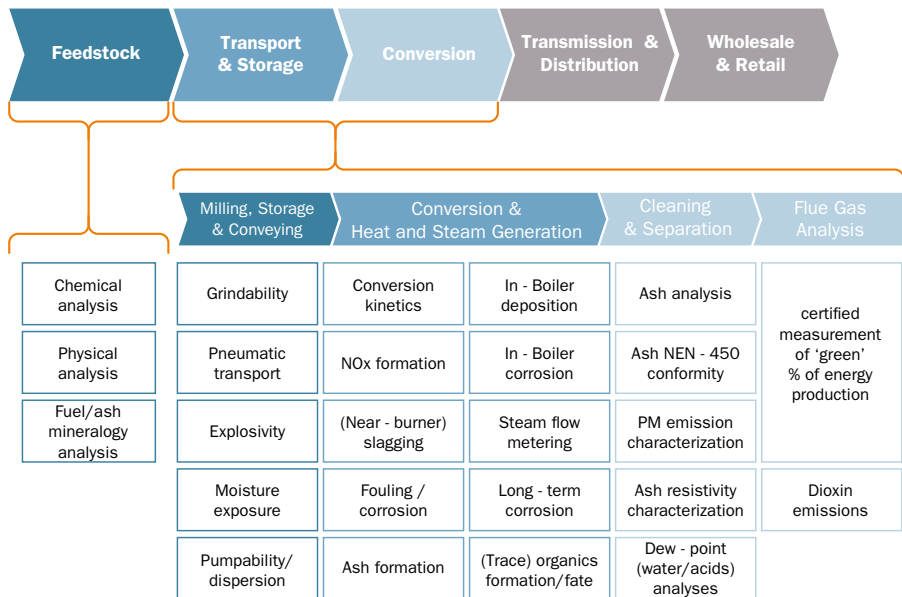 Feedstock
Transport
& Storage
Conversion
Transmission &
Distribution
Wholesale
& Retail
Milling, Storage
& Conveying
Conversion &
Heat and Steam Generation
Cleaning
& Separation
Flue Gas
Analysis
Chemical
analysis
Physical
analysis
Fuel/ash
mineralogy
analysis
Grindability
Pneumatic
transport
Explosivity
Moisture
exposure
Pumpability/
dispersion
Conversion
kinetics
NOx formation
(Near - burner)
slagging
Fouling /
corrosion
Ash formation
In - Boiler
deposition
In - Boiler
corrosion
Steam flow
metering
Long - term
corrosion
(Trace) organics
formation/fate
Ash analysis
Ash NEN - 450
conformity
PM emission
characterization
Ash resistivity
characterization
Dew - point
(water/acids)
analyses
certified
measurement
of ‘green’
% of energy
production
Dioxin
emissions